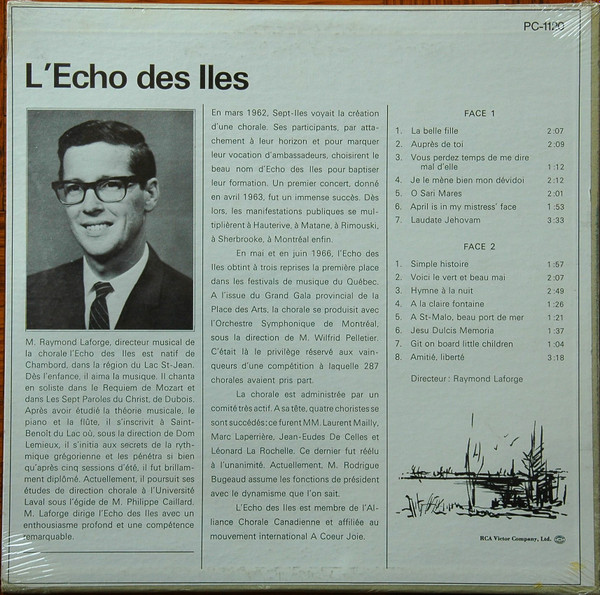 PC-1120
L'Echo des Iles
M. Raymond Laforge, directeur musical de
la chorale l'Echo des Iles est natif de
Chambord, dans la région du Lac St-Jean.
Dès l'enfance, il aima la musique. Il chanta
en soliste dans le Requiem de Mozart et
dans Les Sept Paroles du Christ, de Dubois.
Après avoir étudié la théorie musicale, le
piano et la flûte, il s'inscrivit à Saint-
Benoît du Lac où, sous la direction de Dom
Lemieux, il s'initia aux secrets de la ryth-
mique grégorienne et les pénétra si bien
qu'après cinq sessions d'été, il fut brillam-
ment diplômé. Actuellement, il poursuit ses
études de direction chorale à l'Université
Laval sous l'égide de M. Philippe Caillard.
M. Laforge dirige l'Echo des Iles avec un
enthousiasme profond et une compétence
remarquable.
En mars 1962, Sept-Iles voyait la création
d'une chorale. Ses participants, par atta-
chement à leur horizon et pour marquer
leur vocation d'ambassadeurs, choisirent le
beau nom d'Echo des Iles pour baptiser
leur formation. Un premier concert, donné
en avril 1963, fut un immense succès. Dès
lors, les manifestations publiques se mul-
tiplièrent à Hauterive, à Matane, à Rimouski,
à Sherbrooke, à Montréal enfin.
En mai et en juin 1966, l'Echo des
Iles obtint à trois reprises la première place
dans les festivals de musique du Québec.
A l'issue du Grand Gala provincial de la
Place des Arts, la chorale se produisit avec
l'Orchestre Symphonique de Montréal,
sous la direction de M. Wilfrid Pelletier.
C'était là le privilège réservé aux vain-
queurs d'une compétition à laquelle 287
chorales avaient pris part.
La chorale est administrée par un
comité très actif. A sa tête, quatre choristes se
sont succédés: ce furent MM. Laurent Mailly,
Marc Laperrière, Jean-Eudes De Celles et
Léonard La Rochelle. Ce dernier fut réélu
à l'unanimité. Actuellement, M. Rodrigue
Bugeaud assume les fonctions de président
avec le dynamisme que l'on sait.
L'Echo des Iles est membre de l'Al-
liance Chorale Canadienne et affiliée au
mouvement international A Coeur Joie.
FACE 1
1. La belle fille 2:07
2. Auprès de toi 2:09
3. Vous perdez temps de me dire
mal d'elle 1:12
4. Je le mène bien mon dévidoi 2:12
5. O Sari Mares 2:01
6. April is in my mistress' face 1:53
7. Laudate Jehovam 3:33
FACE 2
1. Simple histoire 1:57
2. Voici le vert et beau mai 2:07
3. Hymne à la nuit 2:49
4. A la claire fontaine 1:26
5. A St-Malo, beau port de mer 1:21
6. Jesu Dulcis Memoria 1:37
7. Git on board little children 1:04
8. Amitié, liberté 3:18
Directeur: Raymond Laforge
RCA Victor Company, Ltd.